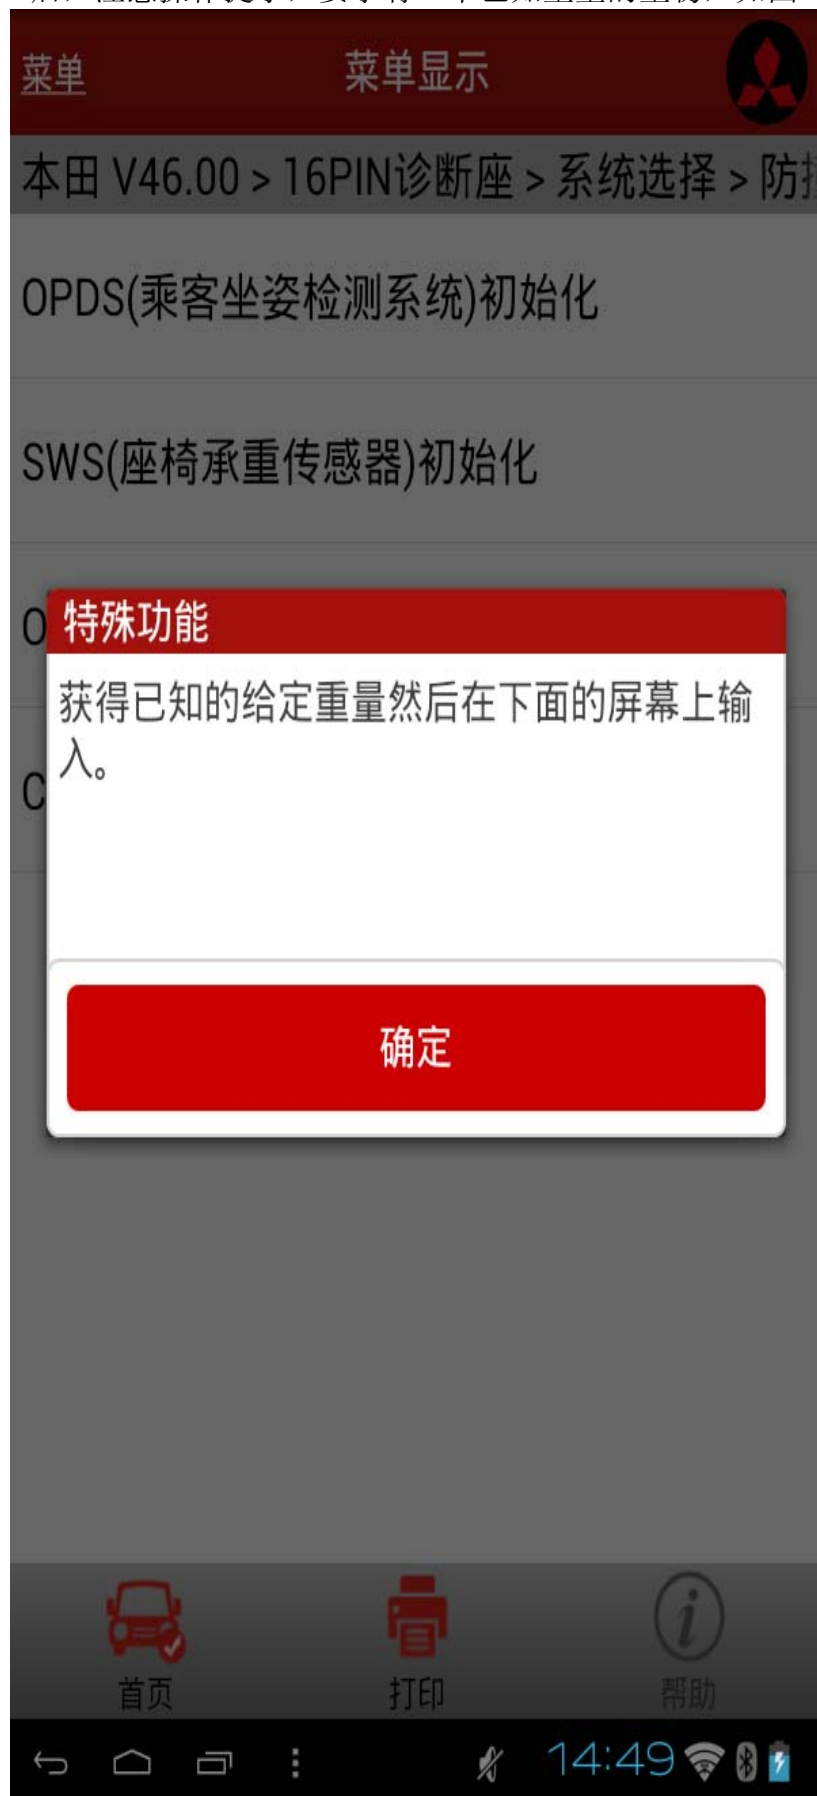 菜单
菜单显示
本田 V46.00 > 16PIN诊断座 > 系统选择 > 防
OPDS(乘客坐姿检测系统)初始化
SWS(座椅承重传感器)初始化
O
特殊功能
获得已知的给定重量然后在下面的屏幕上输
入。
C
确定
首页
打印
帮助
14:49